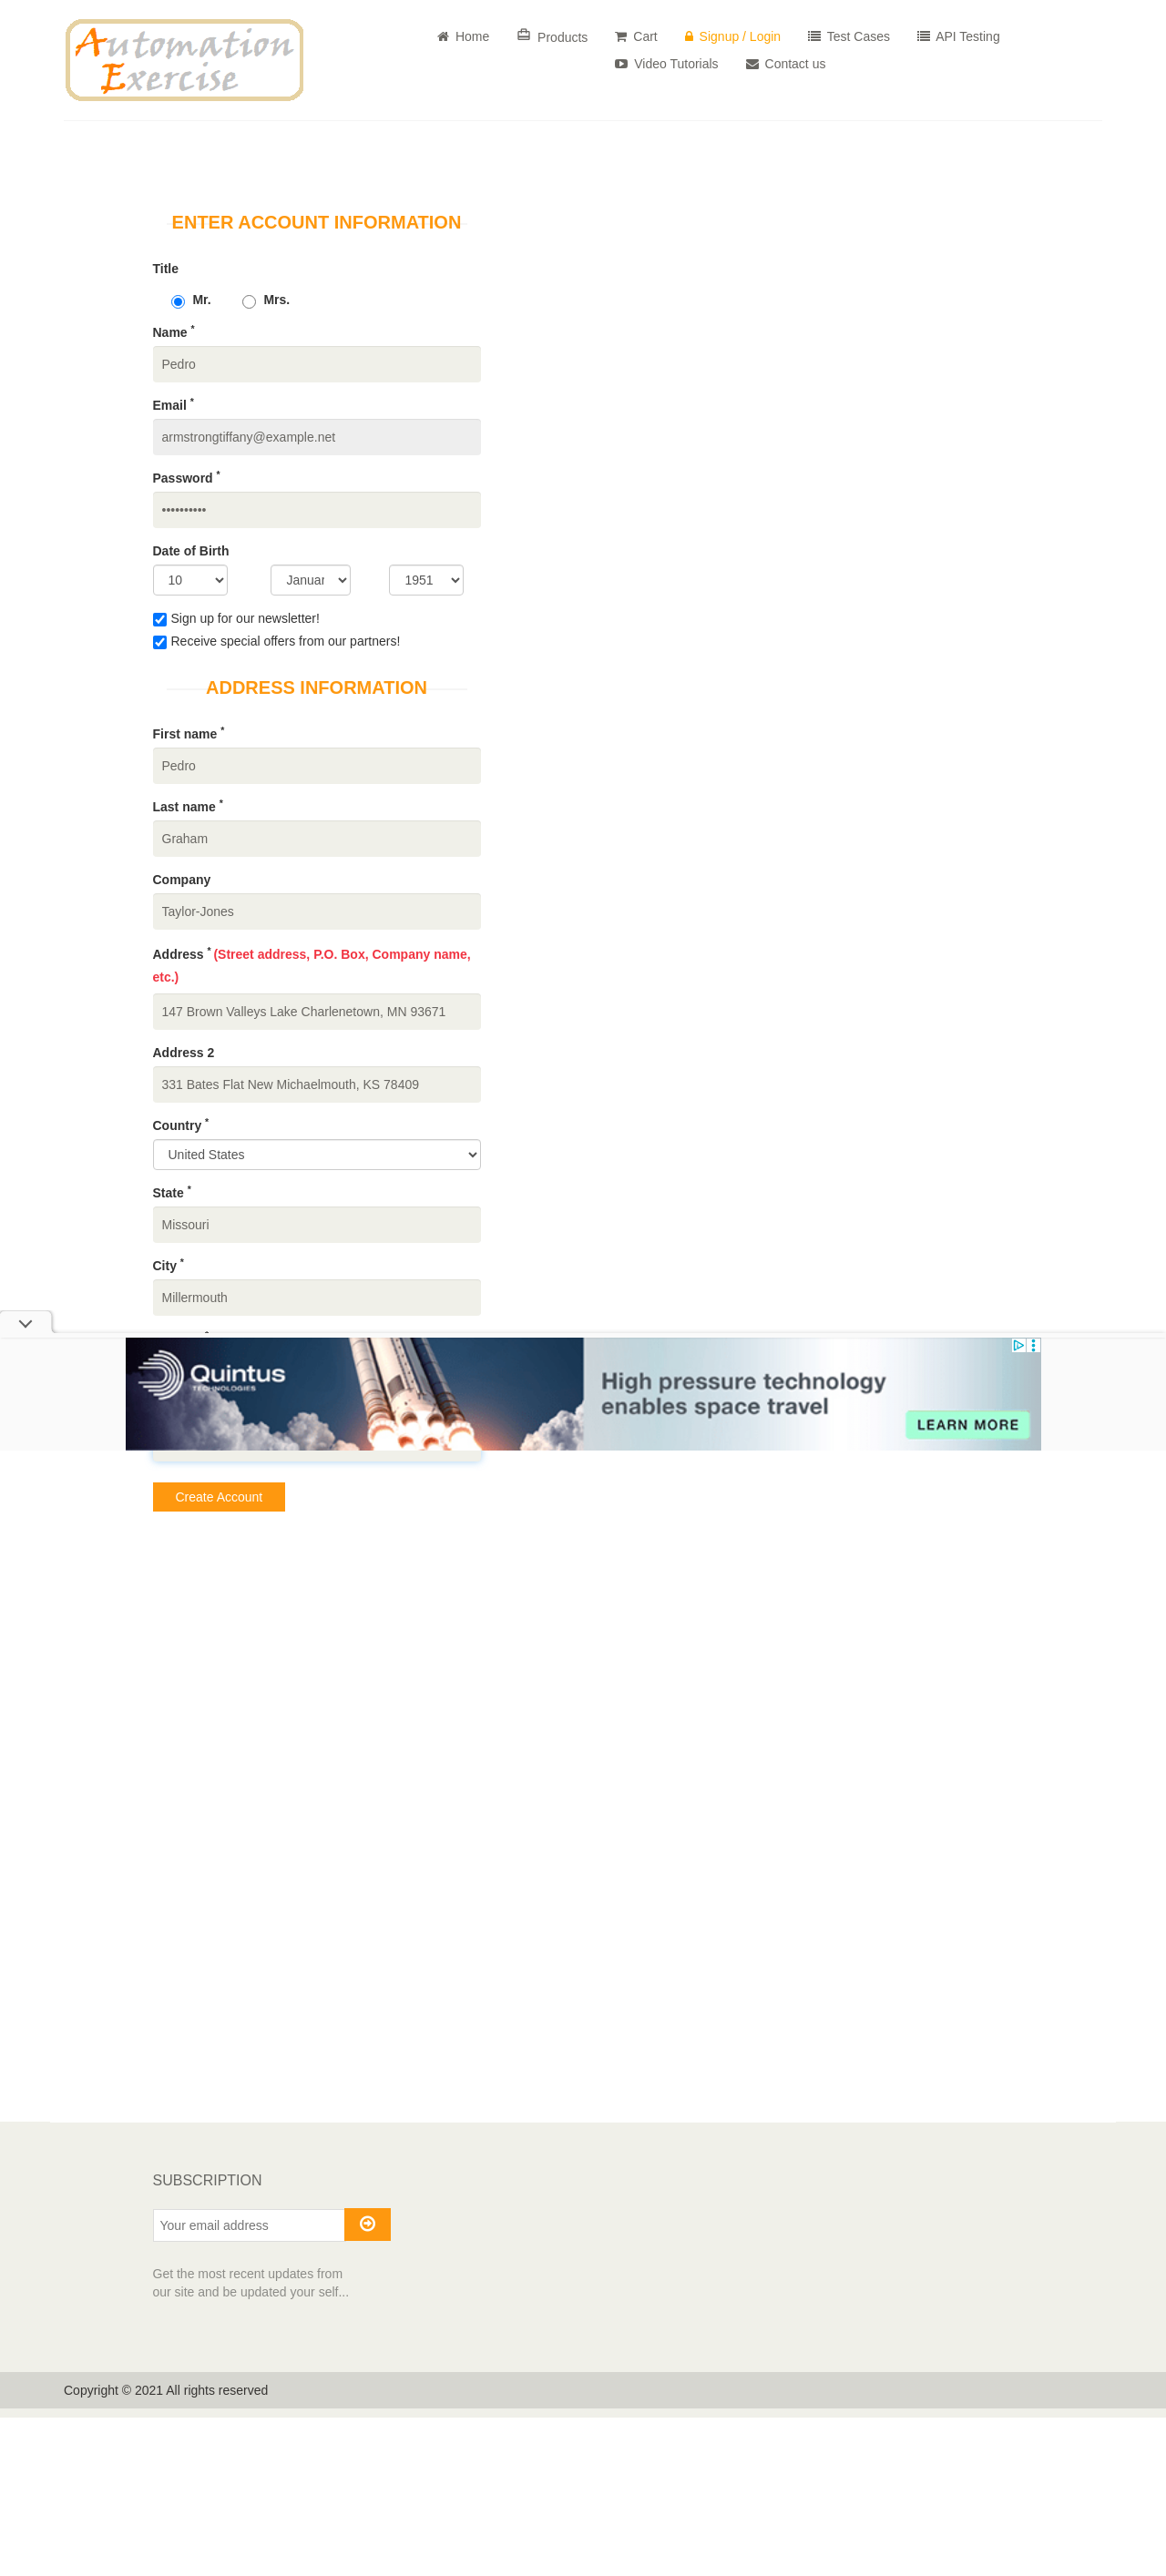 Automation
Exercise
Home
Products
Cart
Signup / Login
Test Cases
API Testing
Video Tutorials
Contact us
ENTER ACCOUNT INFORMATION
Title
Mr.
Mrs.
Name *
Pedro
Email *
armstrongtiffany@example.net
Password *
••••••••••
Date of Birth
10
Januar
1951
Sign up for our newsletter!
Receive special offers from our partners!
ADDRESS INFORMATION
First name *
Pedro
Last name *
Graham
Company
Taylor-Jones
Address * (Street address, P.O. Box, Company name,
etc.)
147 Brown Valleys Lake Charlenetown, MN 93671
Address 2
331 Bates Flat New Michaelmouth, KS 78409
Country *
United States
State *
Missouri
City *
Millermouth
Quintus
TECHNOLOGIES
High pressure technology
enables space travel
LEARN MORE
Create Account
SUBSCRIPTION
Your email address
Get the most recent updates from
our site and be updated your self...
Copyright © 2021 All rights reserved